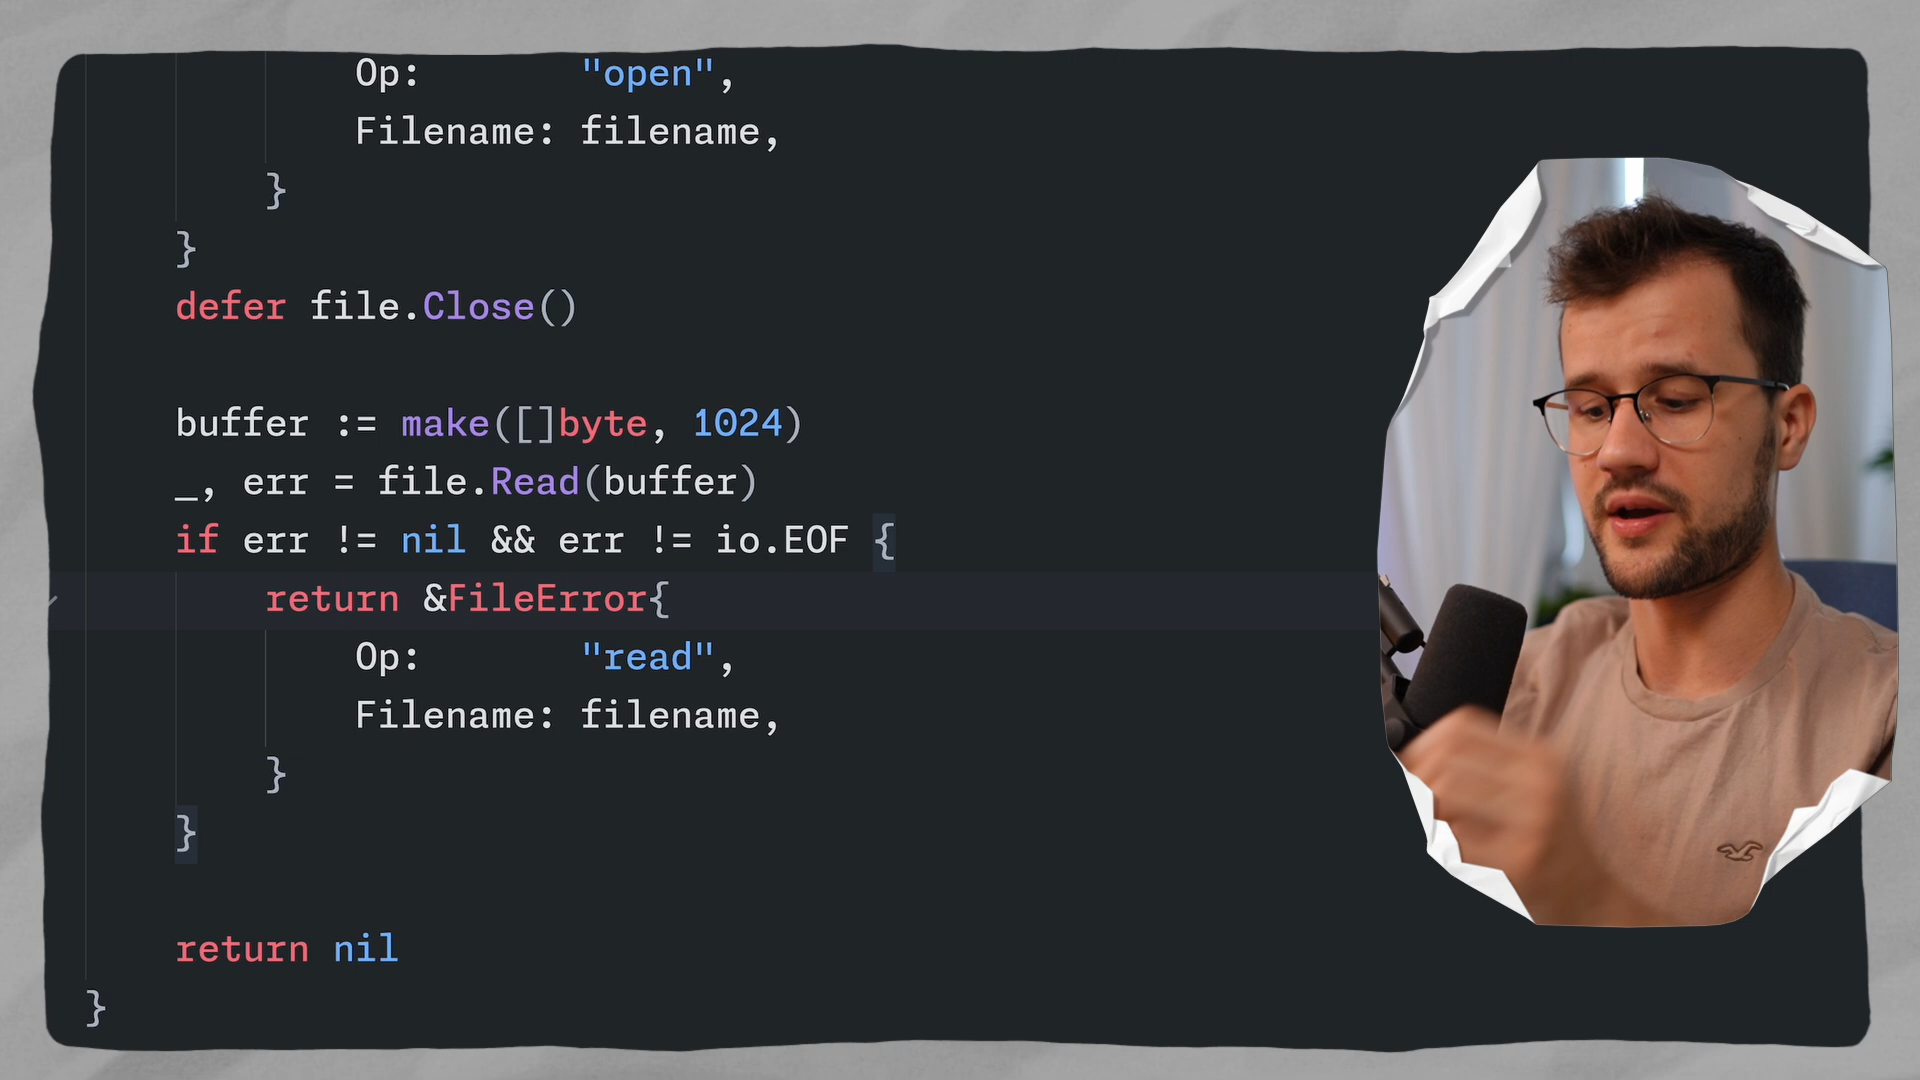 Op:       "open",
Filename: filename,
}
}
defer file.Close()
buffer := make([]byte, 1024)
_, err = file.Read(buffer)
if err != nil && err != io.EOF {
return &FileError{
Op:       "read",
Filename: filename,
}
}
return nil
}